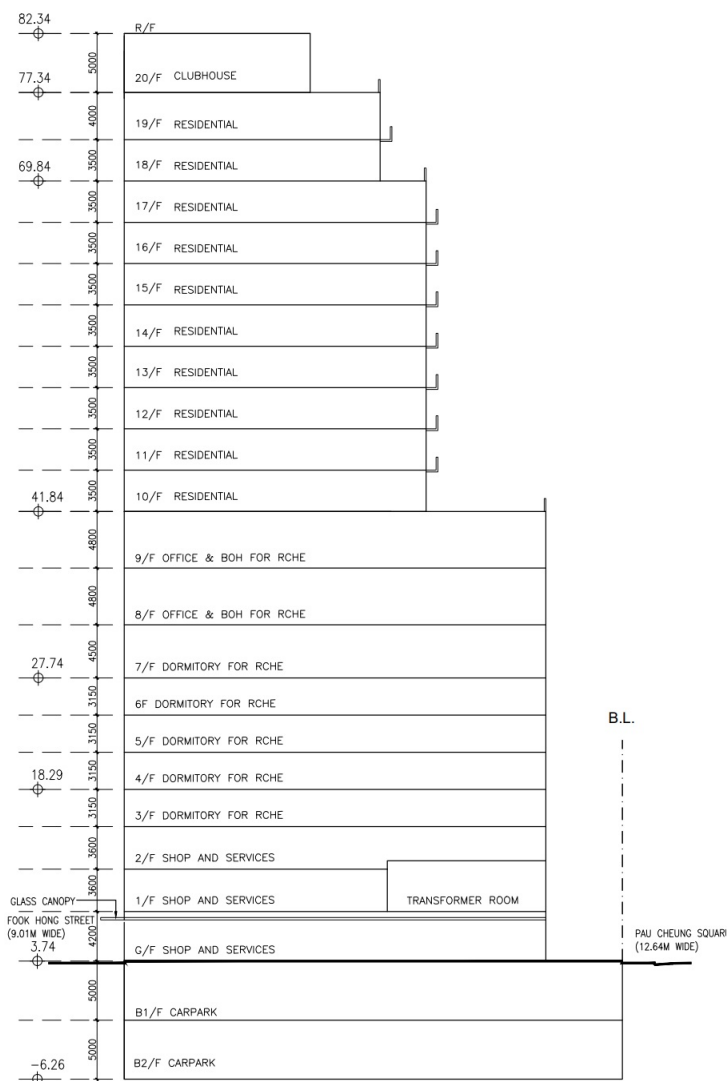 82.34
R/F
5000
20/F CLUBHOUSE
77.34
4000
19/F RESIDENTIAL
3500
18/F RESIDENTIAL
69.84
3500
17/F RESIDENTIAL
3500
16/F RESIDENTIAL
3500
15/F RESIDENTIAL
3500
14/F RESIDENTIAL
3500
13/F RESIDENTIAL
3500
12/F RESIDENTIAL
3500
11/F RESIDENTIAL
3500
10/F RESIDENTIAL
41.84
4800
9/F OFFICE & BOH FOR RCHE
4800
8/F OFFICE & BOH FOR RCHE
4500
7/F DORMITORY FOR RCHE
27.74
3150
6F DORMITORY FOR RCHE
B.L.
3150
5/F DORMITORY FOR RCHE
3150
4/F DORMITORY FOR RCHE
18.29
3150
3/F DORMITORY FOR RCHE
3600
2/F SHOP AND SERVICES
3600
1/F SHOP AND SERVICES
TRANSFORMER ROOM
GLASS CANOPY
FOOK HONG STREET
(9.01M WIDE)
4200
G/F SHOP AND SERVICES
3.74
PAU CHEUNG SQUAR
(12.64M WIDE)
5000
B1/F CARPARK
5000
B2/F CARPARK
-6.26